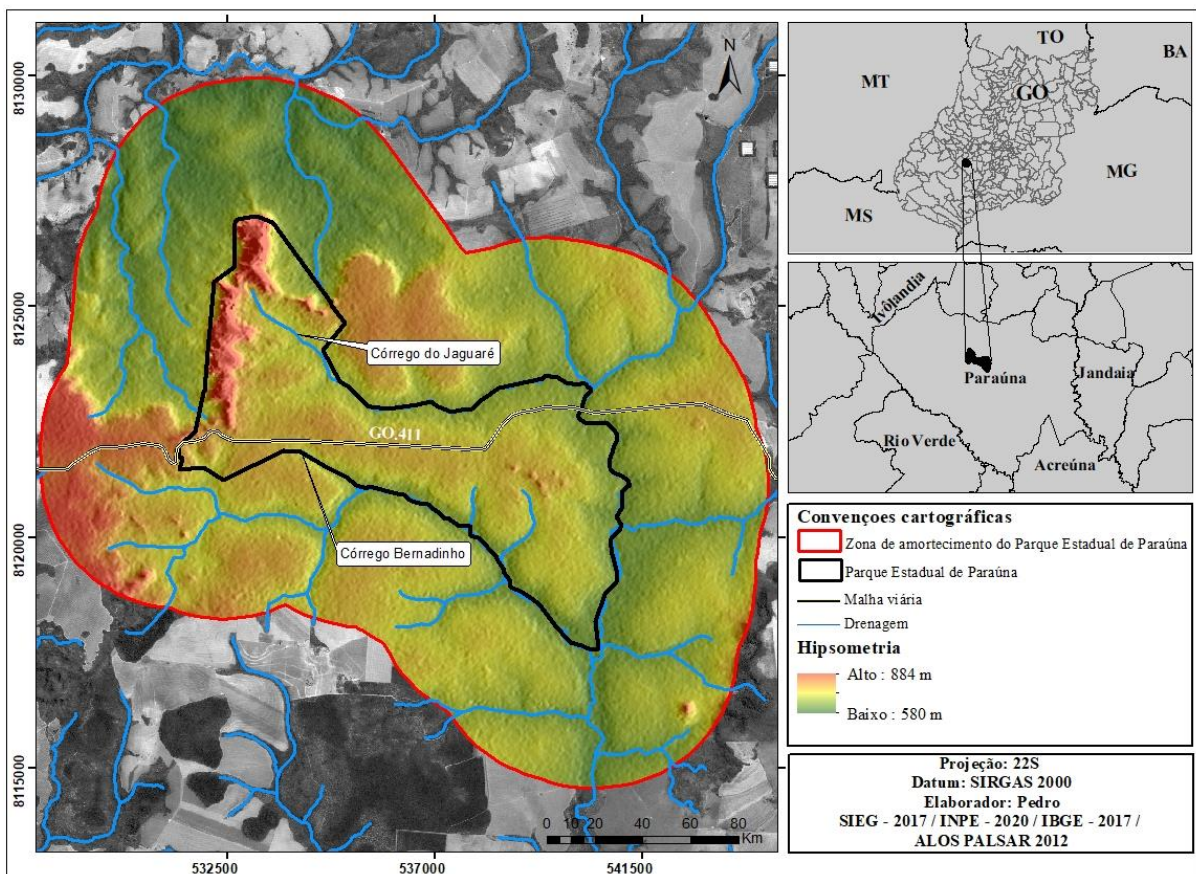 8130000
8125000
8120000
8115000
532500
537000
541500
N
Córrego do Jaguaré
GO.411
Córrego Bernadinho
0 10 20 40 60 80
Km
TO
BA
MT
GO
MG
MS
Ivôlandia
Paraúna
Jandaia
Rio Verde
Acreúna
Convençoes cartográficas
Zona de amortecimento do Parque Estadual de Paraúna
Parque Estadual de Paraúna
Malha viária
Drenagem
Hipsometria
Alto : 884 m
Baixo : 580 m
Projeção: 22S
Datum: SIRGAS 2000
Elaborador: Pedro
SIEG - 2017 / INPE - 2020 / IBGE - 2017 /
ALOS PALSAR 2012